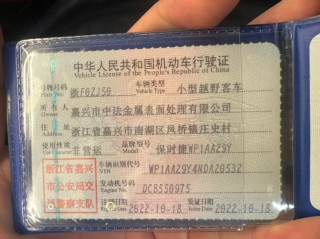 中华人民共和国机动车行驶证
Vehicle License of the People's Republic of China
号牌号码 浙F0Z158 车辆类型 小型越野客车
Plate No. Vehicle Type
所有人 嘉兴市中法金属表面处理有限公司
Owner
住址 浙江省嘉兴市南湖区凤桥镇庄史村
Address
使用性质 非营运 品牌型号 保时捷WP1AA29Y
Use Character Model
浙江省嘉兴
市公安局交
通警察支队
车辆识别代号 WP1AA29Y4NDA20532
VIN
发动机号码 DCB550975
Engine No.
注册日期 2022-10-18 发证日期 2022-10-18
Register Date Issue Date